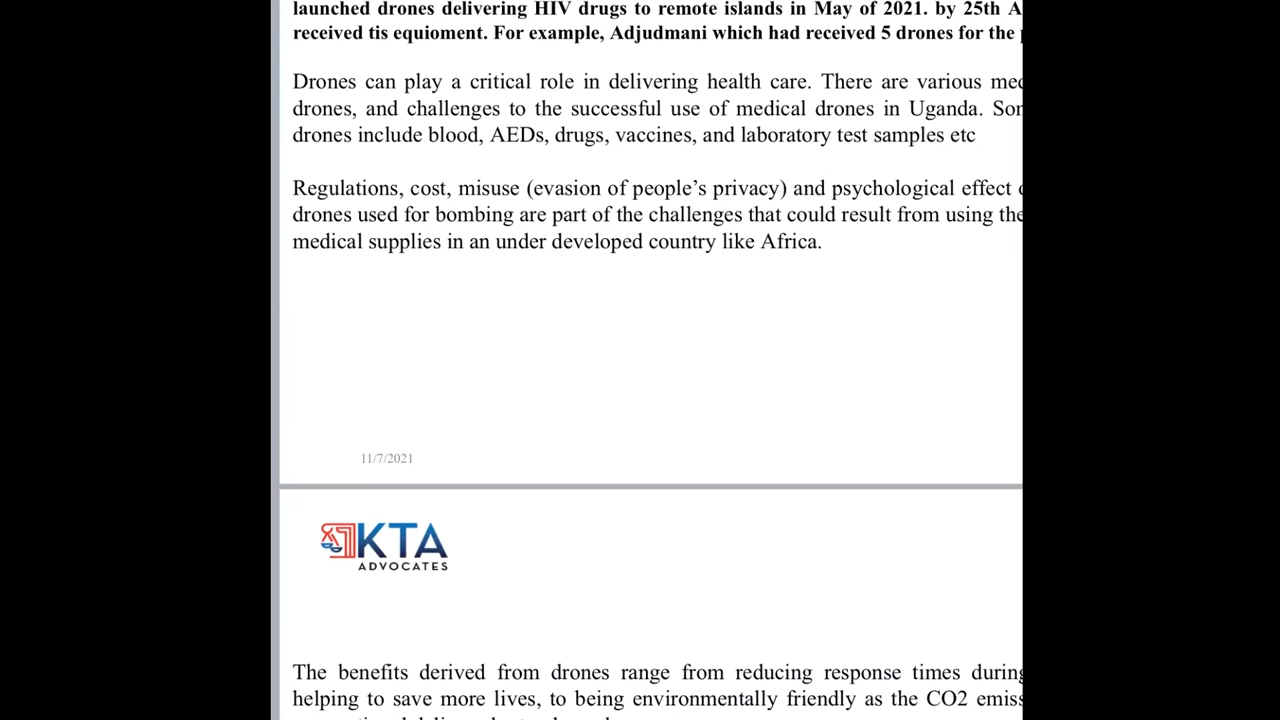 launched drones delivering HIV drugs to remote islands in May of 2021. by 25th A
received tis equioment. For example, Adjudmani which had received 5 drones for the
Drones can play a critical role in delivering health care. There are various med
drones, and challenges to the successful use of medical drones in Uganda. Som
drones include blood, AEDs, drugs, vaccines, and laboratory test samples etc
Regulations, cost, misuse (evasion of people’s privacy) and psychological effect
drones used for bombing are part of the challenges that could result from using the
medical supplies in an under developed country like Africa.
11/7/2021
KTA
ADVOCATES
The benefits derived from drones range from reducing response times during
helping to save more lives, to being environmentally friendly as the CO2 emiss